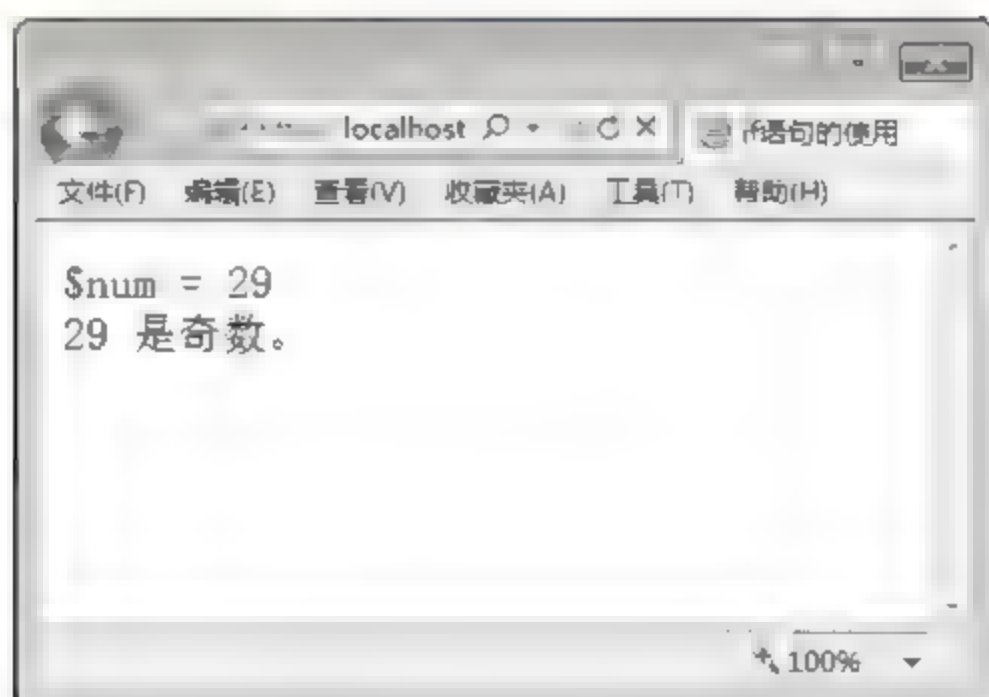 localhost
if语句的使用
文件(F) 编辑(E) 查看(V) 收藏夹(A) 工具(T) 帮助(H)
$num = 29
29 是奇数。
100%